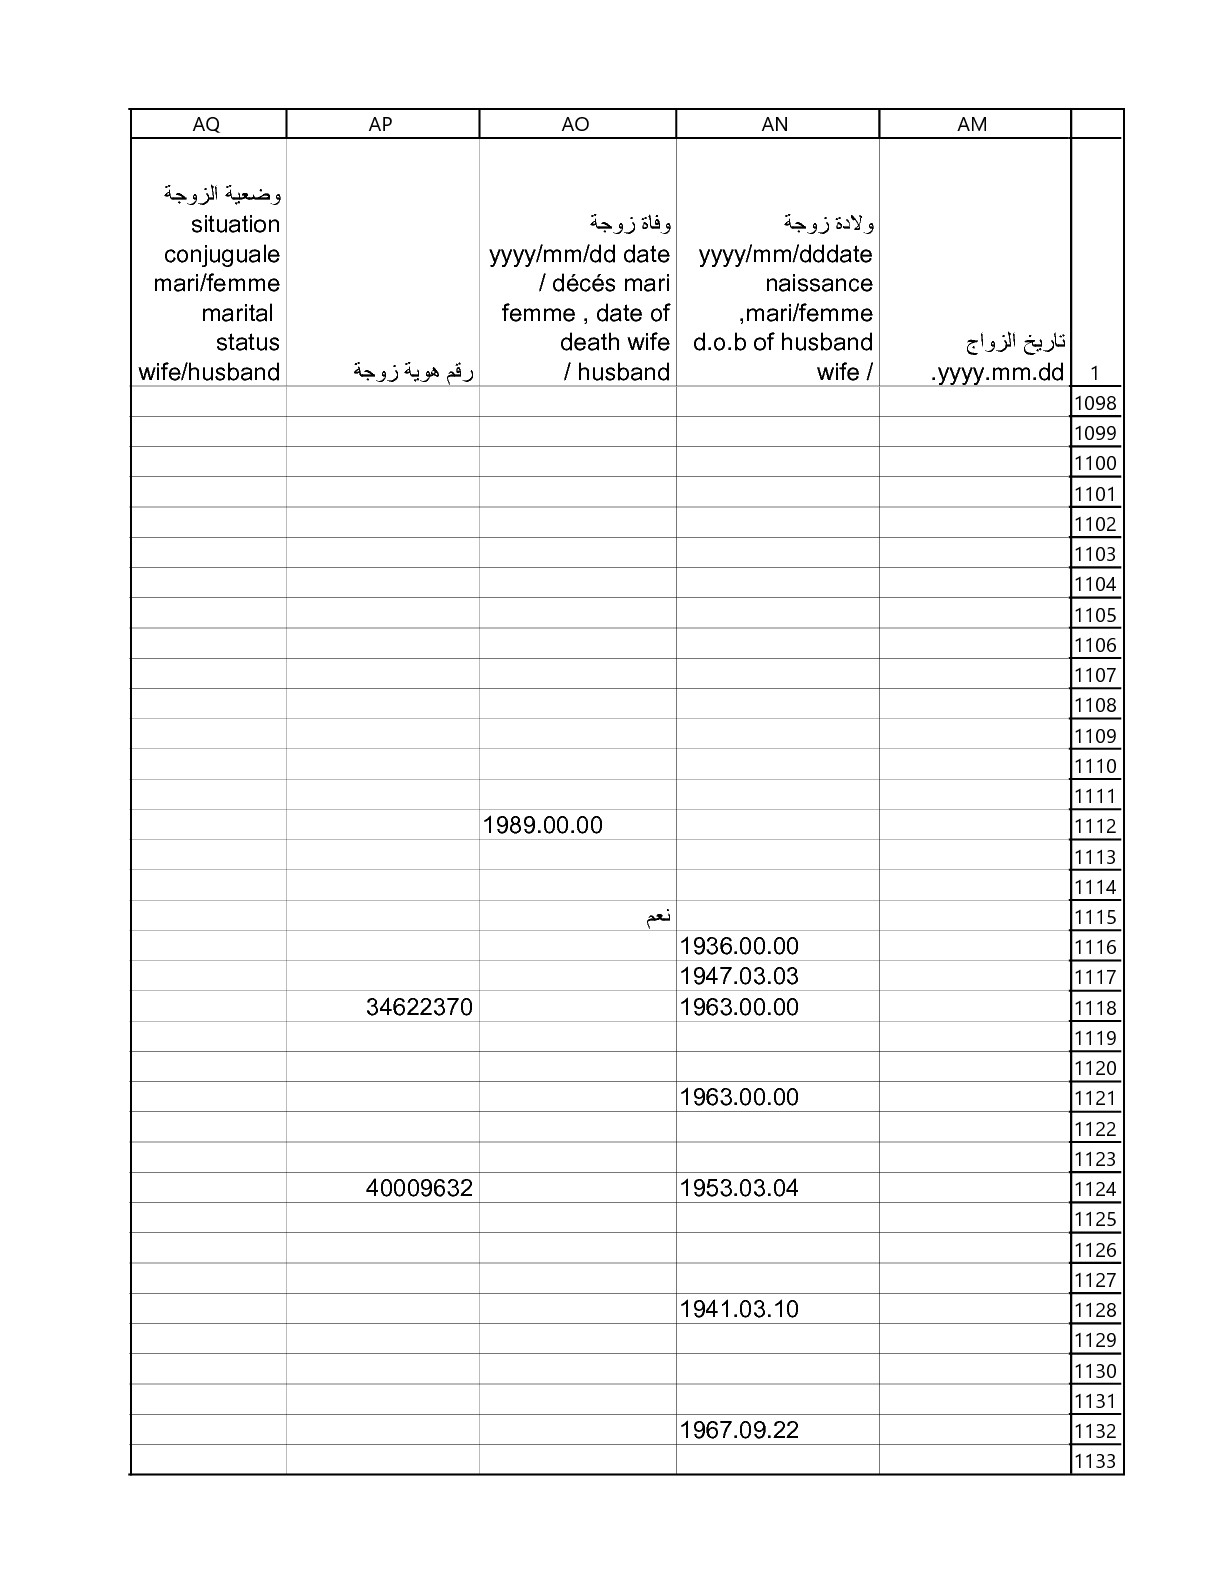 AQ AP AO AN AM
وضعية الزوجة
situation
conjuguale
mari/femme
marital
status
wife/husband
رقم هوية زوجة
وفاة زوجة
yyyy/mm/dd date
/ décés mari
femme , date of
death wife
/ husband
ولادة زوجة
yyyy/mm/dddate
naissance
,mari/femme
d.o.b of husband
wife /
تاريخ الزواج
.yyyy.mm.dd
1
1098
1099
1100
1101
1102
1103
1104
1105
1106
1107
1108
1109
1110
1111
1989.00.00 1112
1113
1114
نعم 1115
1936.00.00 1116
1947.03.03 1117
34622370 1963.00.00 1118
1119
1120
1963.00.00 1121
1122
1123
40009632 1953.03.04 1124
1125
1126
1127
1941.03.10 1128
1129
1130
1131
1967.09.22 1132
1133